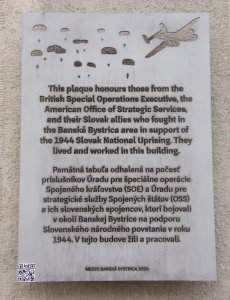 This plaque honours those from the
British Special Operations Executive, the
American Office of Strategic Services,
and their Slovak allies who fought in
the Banská Bystrica area in support of
the 1944 Slovak National Uprising. They
lived and worked in this building.
Pamätná tabuľa odhalená na počesť
príslušníkov Úradu pre špeciálne operácie
Spojeného kráľovstva (SOE) a Úradu pre
strategické služby Spojených štátov (OSS)
a ich slovenských spojencov, ktorí bojovali
v okolí Banskej Bystrice na podporu
Slovenského národného povstania v roku
1944. V tejto budove žili a pracovali.
MESTO BANSKÁ BYSTRICA 2024